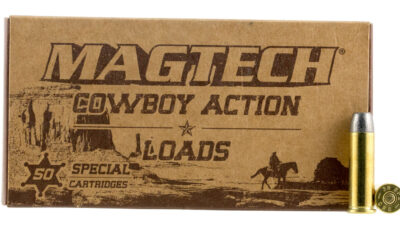 MAGTECH®
COWBOY ACTION
LOADS
50 SPECIAL
CARTRIDGES